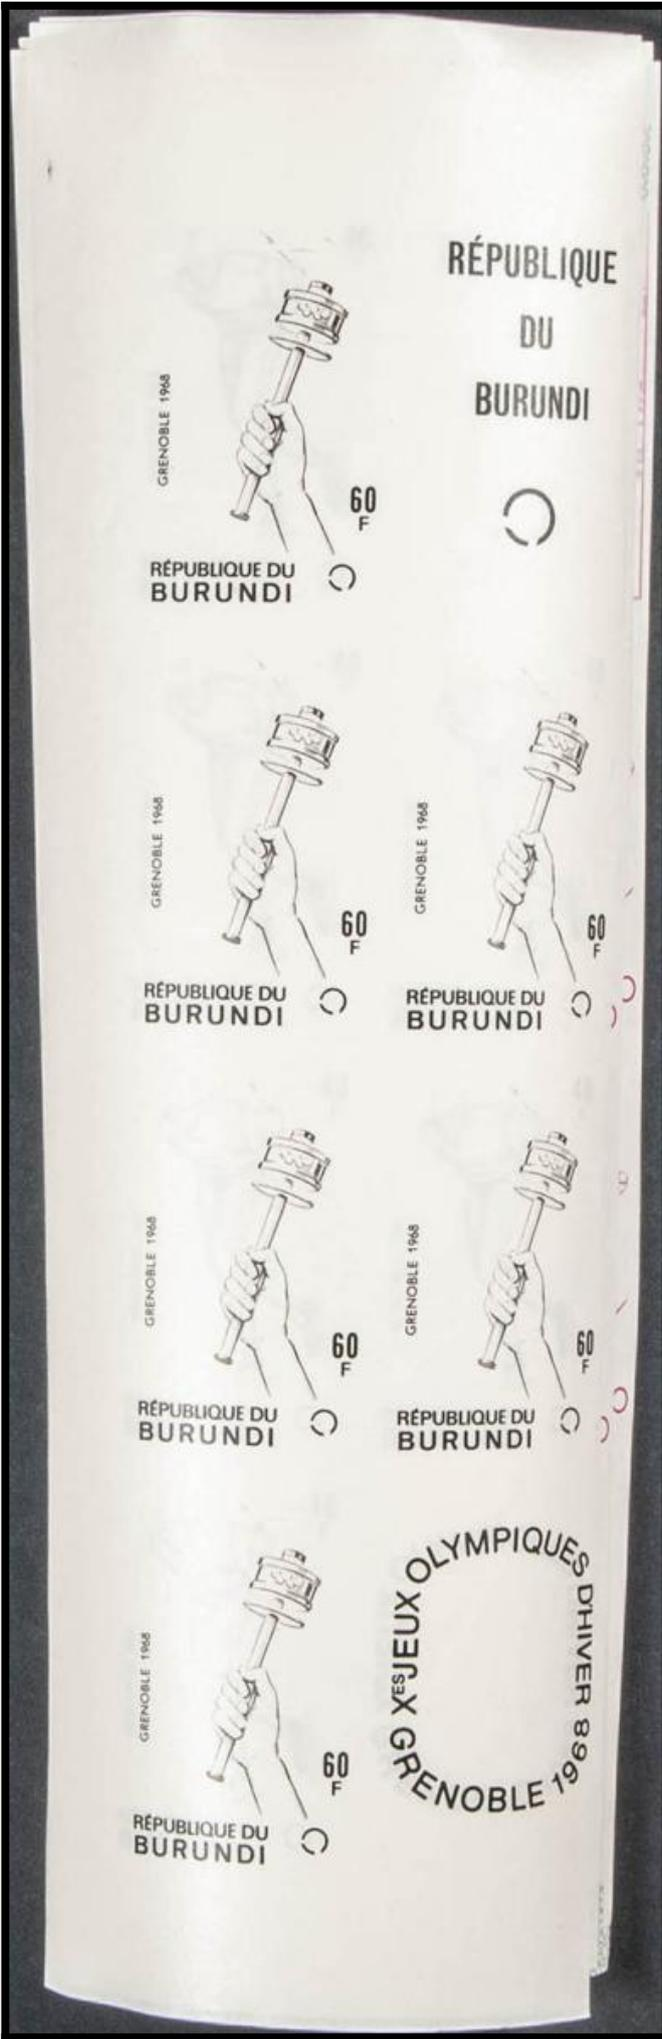 RÉPUBLIQUE
DU
BURUNDI
GRENOBLE 1968
60
F
RÉPUBLIQUE DU
BURUNDI
GRENOBLE 1968
60
F
RÉPUBLIQUE DU
BURUNDI
GRENOBLE 1968
60
F
RÉPUBLIQUE DU
BURUNDI
GRENOBLE 1968
60
F
RÉPUBLIQUE DU
BURUNDI
GRENOBLE 1968
60
F
RÉPUBLIQUE DU
BURUNDI
GRENOBLE 1968
60
F
RÉPUBLIQUE DU
BURUNDI
XES JEUX OLYMPIQUES D'HIVER
GRENOBLE 1968